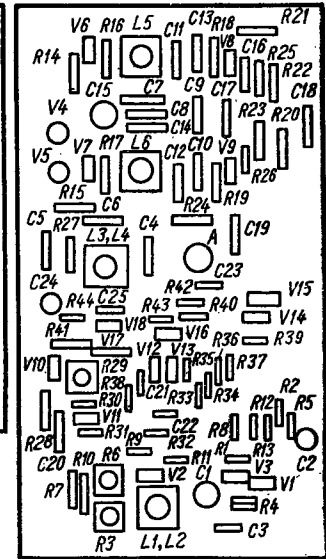 R21
V6 R16 L5 C13 R18
C11 V8 C16 R25
R14 C7 C9 C17 R22
C15 C8 C18
V4 C14 R23 R20
V5 V7 R17 L6 C12 C10 V9
R26
R15 C6 R24 R19
C5 R27 L3,L4 C4 A C19
C24 R42 C23
R44 C25 R43 R40 V15
R41 V17 V18 V16 V14
R36 R39
V10 R29 V12 V13 R35 R37
R38 C21 R33 R34
R30 V11 R2
R28 R31 C22 R8 R12 R5
C20 R9 R32 R13
R10 R6 R11 R1 C2
R7 V2 C1 V3 V1
R4
R3 L1,L2 C3